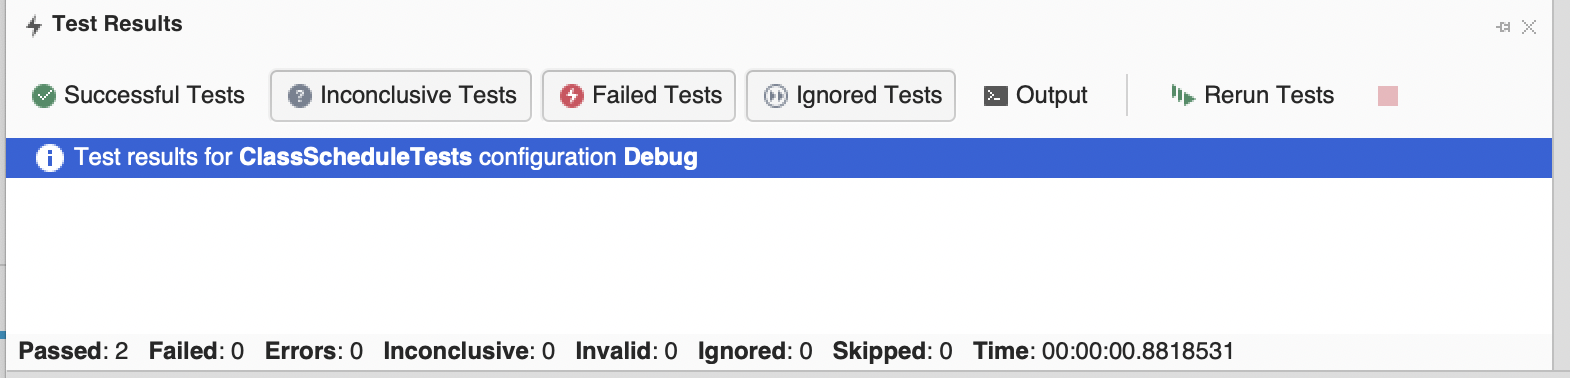 Test Results
Successful Tests Inconclusive Tests Failed Tests Ignored Tests Output Rerun Tests
Test results for ClassScheduleTests configuration Debug
Passed: 2 Failed: 0 Errors: 0 Inconclusive: 0 Invalid: 0 Ignored: 0 Skipped: 0 Time: 00:00:00.8818531